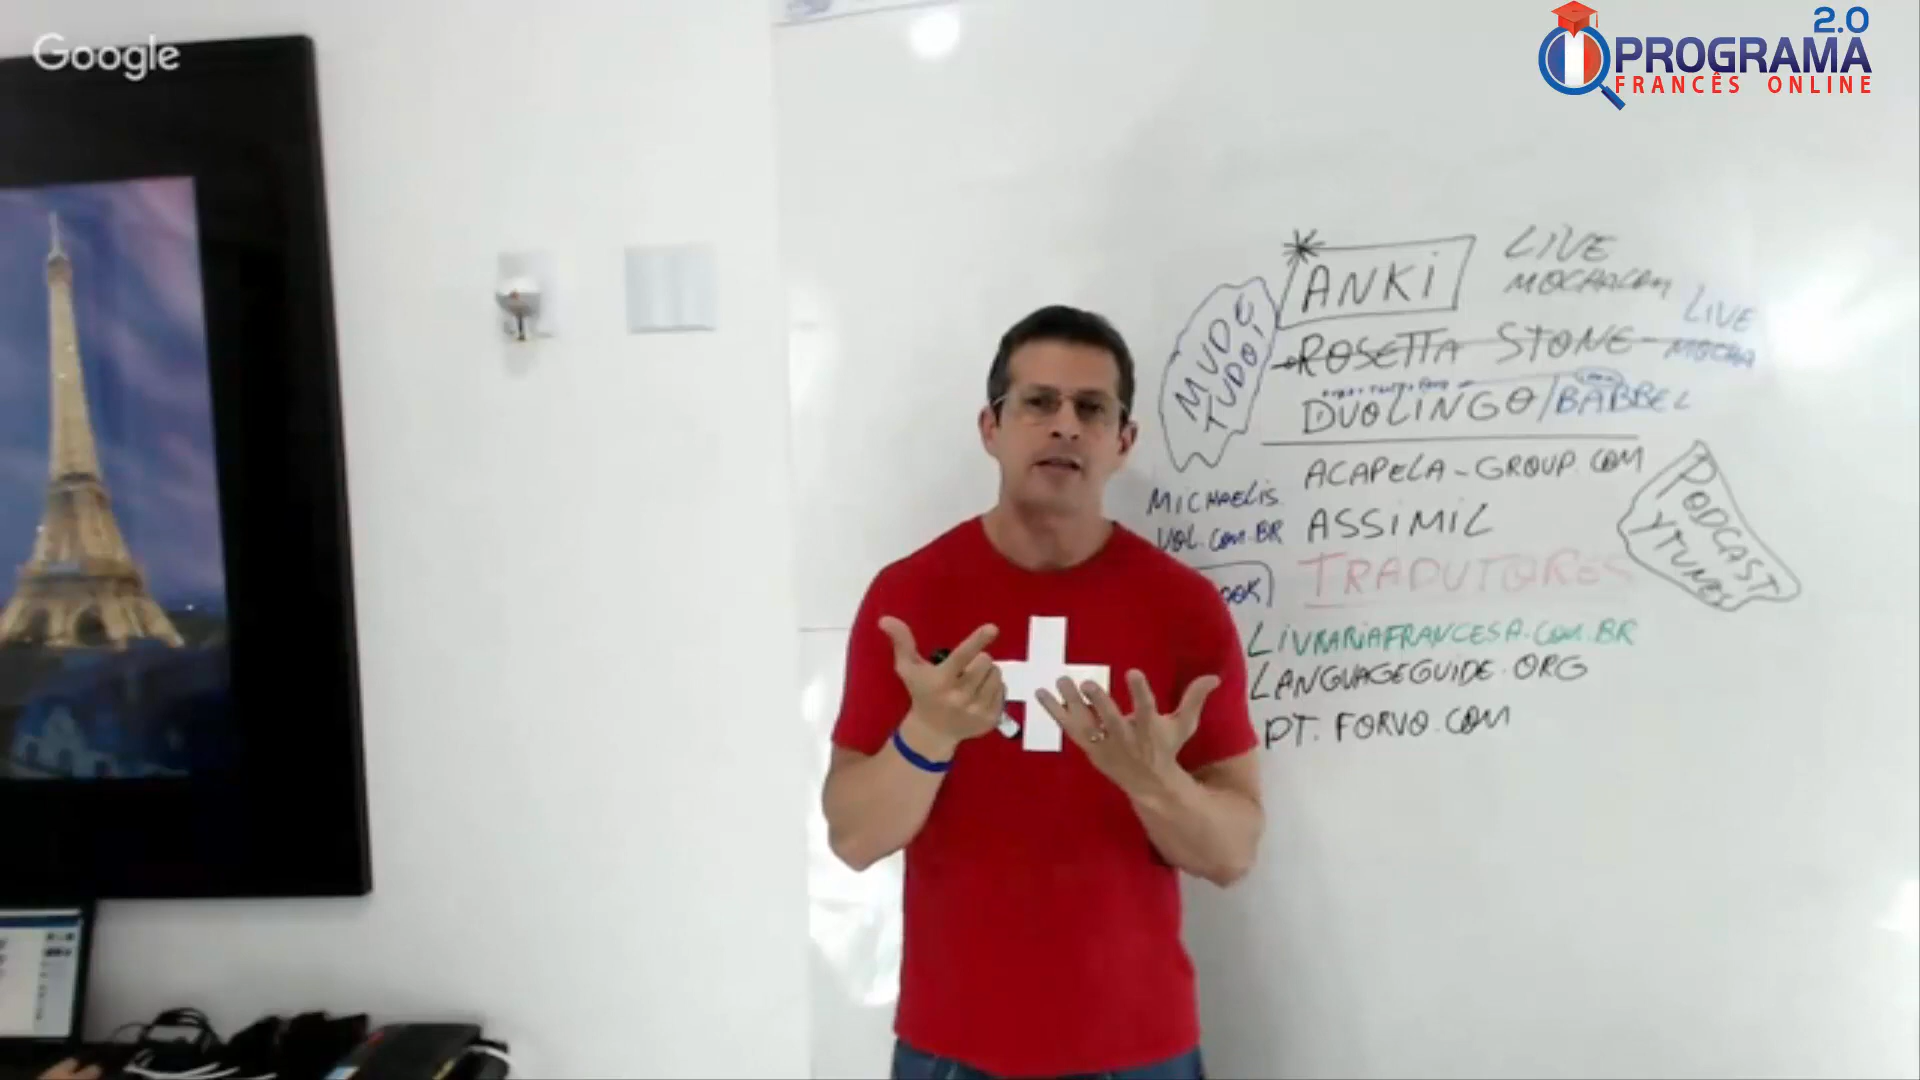 Google
2.0
PROGRAMA
FRANCÊS ONLINE
ANKI
LIVE
MOCHA.COM
LIVE
MOCHA
MUDE
TUDO!
ROSETTA STONE
DUOLINGO/BABBEL
ACAPELA-GROUP.COM
MICHAELIS.
UOL.COM.BR
ASSIMIL
PODCAST
TRADUTORES
LIVRARIAFRANCESA.COM.BR
LANGUAGEGUIDE.ORG
PT.FORVO.COM